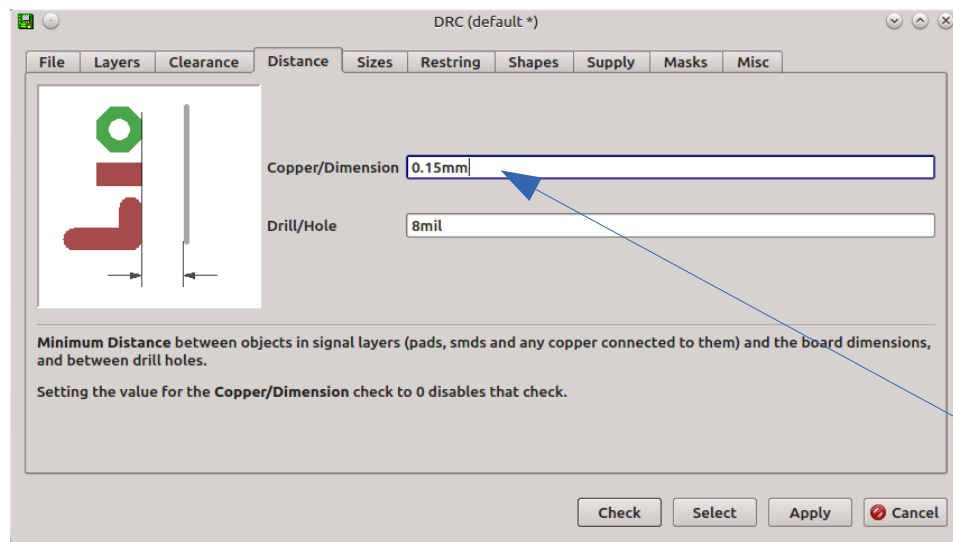 DRC (default *)
File Layers Clearance Distance Sizes Restring Shapes Supply Masks Misc
Copper/Dimension 0.15mm
Drill/Hole 8mil
Minimum Distance between objects in signal layers (pads, smds and any copper connected to them) and the board dimensions,
and between drill holes.
Setting the value for the Copper/Dimension check to 0 disables that check.
Check Select Apply Cancel